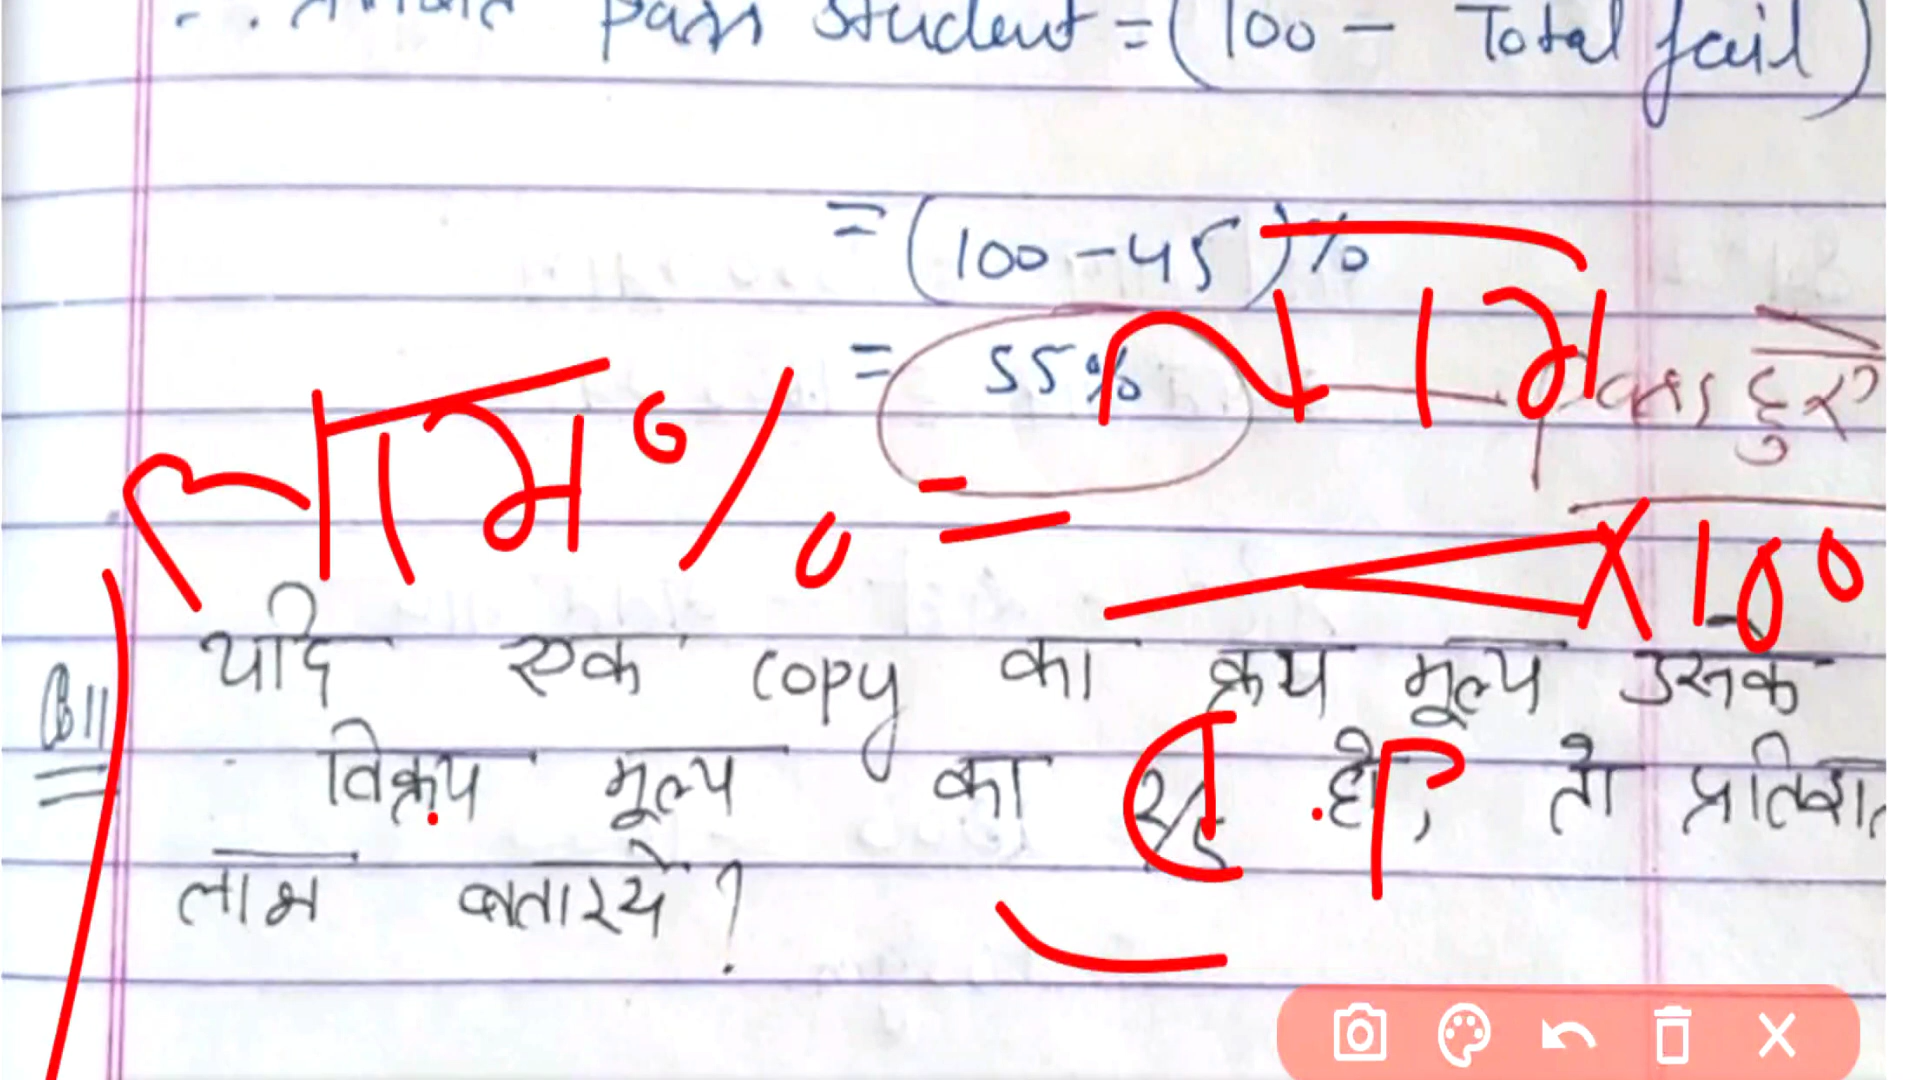 pass student = (100 - Total fail)
= (100 - 45)%
= 55%
लाभ
लाभ % =
× 100
यदि एक copy का क्रय मूल्य उसके
Q11
विक्रय मूल्य का हो, तो प्रतिशत
CP
लाभ बताइये ?